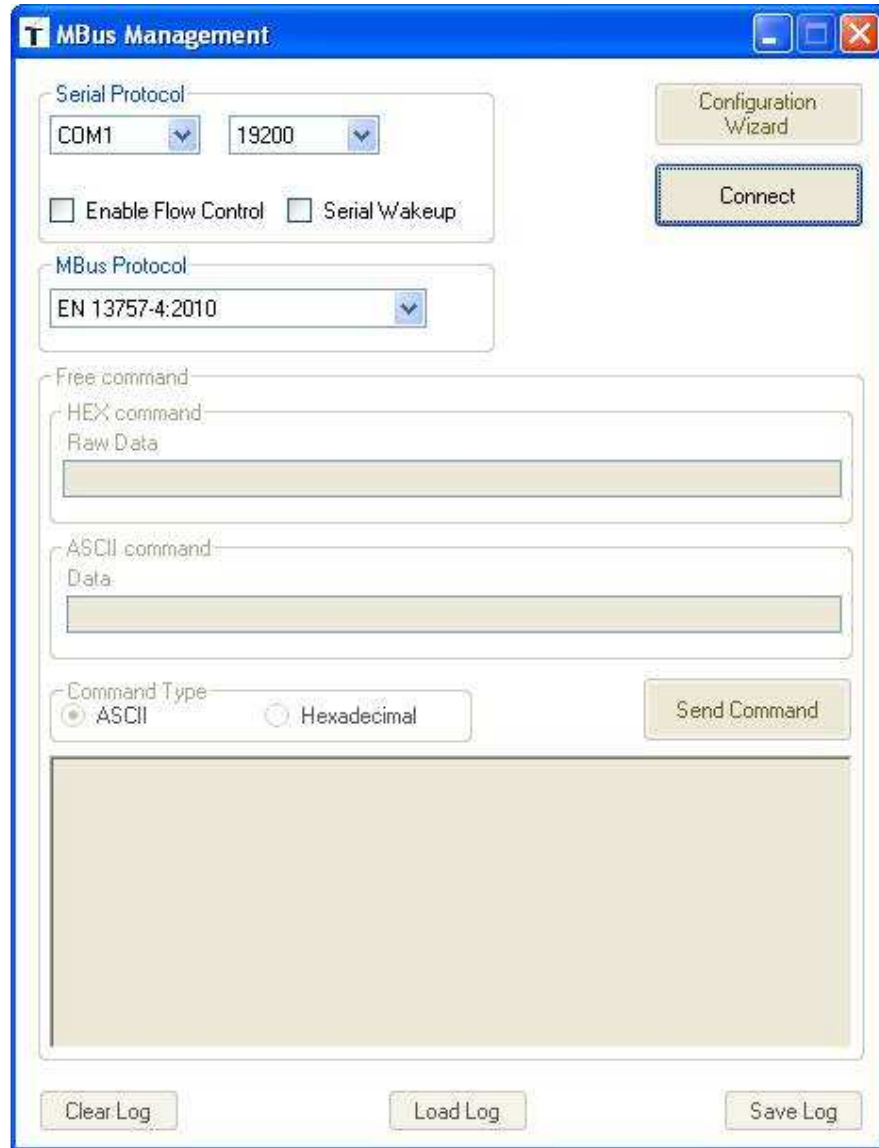 T MBus Management
Serial Protocol
COM1 19200
Enable Flow Control Serial Wakeup
Configuration
Wizard
Connect
MBus Protocol
EN 13757-4:2010
Free command
HEX command
Raw Data
ASCII command
Data
Command Type
ASCII Hexadecimal
Send Command
Clear Log Load Log Save Log